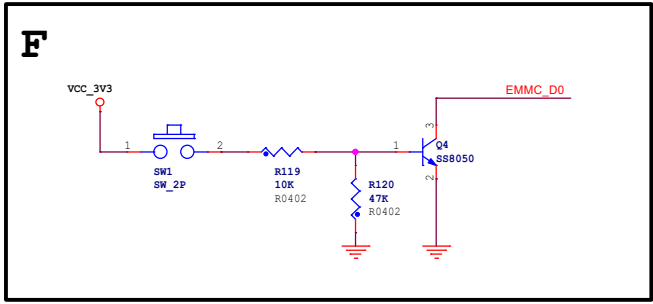 F
VCC_3V3
EMMC_D0
1
2
SW1
SW_2P
R119
10K
R0402
R120
47K
R0402
1
3
Q4
SS8050
2